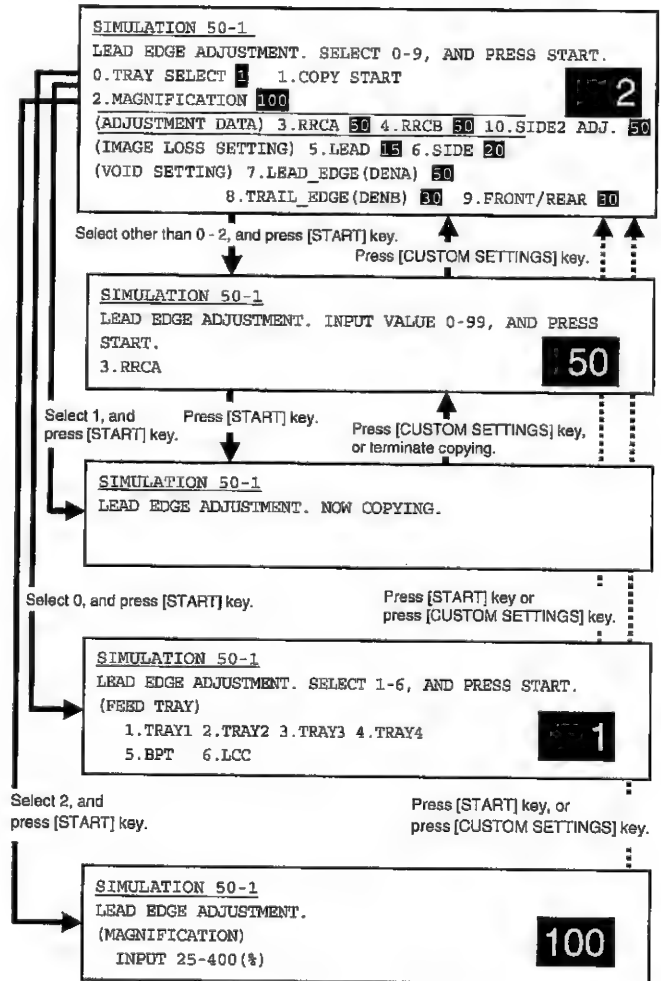 SIMULATION 50-1
LEAD EDGE ADJUSTMENT. SELECT 0-9, AND PRESS START.
0.TRAY SELECT 1 1.COPY START
2.MAGNIFICATION 100
2
(ADJUSTMENT DATA) 3.RRCA 50 4.RRCB 50 10.SIDE2 ADJ. 50
(IMAGE LOSS SETTING) 5.LEAD 15 6.SIDE 20
(VOID SETTING) 7.LEAD_EDGE(DENA) 50
8.TRAIL_EDGE(DENB) 30 9.FRONT/REAR 30
Select other than 0 - 2, and press [START] key.
Press [CUSTOM SETTINGS] key.
SIMULATION 50-1
LEAD EDGE ADJUSTMENT. INPUT VALUE 0-99, AND PRESS
START.
3.RRCA
50
Select 1, and
press [START] key.
Press [START] key.
Press [CUSTOM SETTINGS] key,
or terminate copying.
SIMULATION 50-1
LEAD EDGE ADJUSTMENT. NOW COPYING.
Select 0, and press [START] key.
Press [START] key or
press [CUSTOM SETTINGS] key.
SIMULATION 50-1
LEAD EDGE ADJUSTMENT. SELECT 1-6, AND PRESS START.
(FEED TRAY)
1.TRAY1 2.TRAY2 3.TRAY3 4.TRAY4
5.BPT 6.LCC
1
Select 2, and
press [START] key.
Press [START] key, or
press [CUSTOM SETTINGS] key.
SIMULATION 50-1
LEAD EDGE ADJUSTMENT.
(MAGNIFICATION)
INPUT 25-400(%)
100